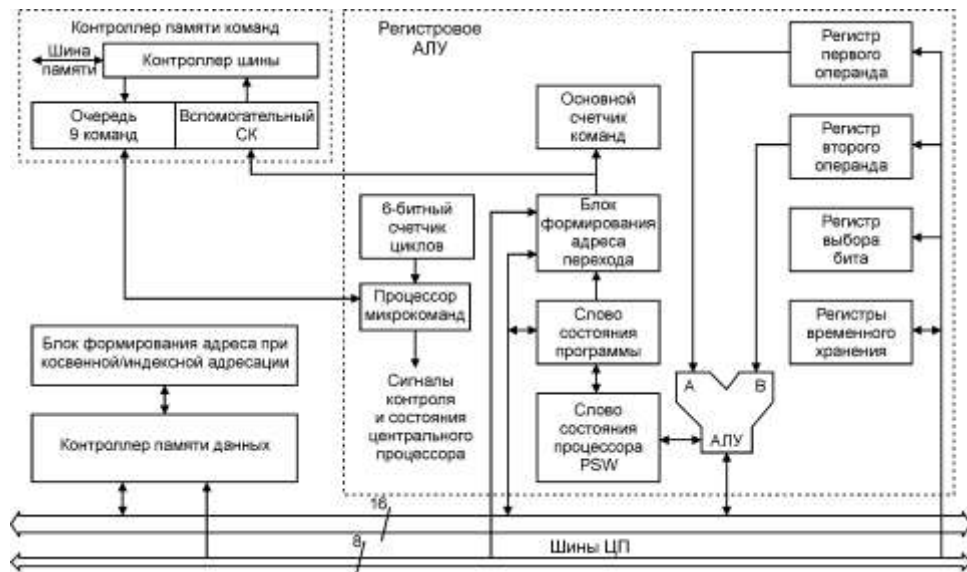 Контроллер памяти команд
Шина
памяти
Контроллер шины
Очередь
9 команд
Вспомогательный
СК
Регистровое
АЛУ
Основной
счетчик
команд
Регистр
первого
операнда
Регистр
второго
операнда
6-битный
счетчик
циклов
Блок
формирования
адреса
перехода
Регистр
выбора
бита
Процессор
микрокоманд
Слово
состояния
программы
Регистры
временного
хранения
Блок формирования адреса при
косвенной/индексной адресации
Сигналы
контроля
и состояния
центрального
процессора
Слово
состояния
процессора
PSW
А
В
АЛУ
Контроллер памяти данных
16
8
Шины ЦП